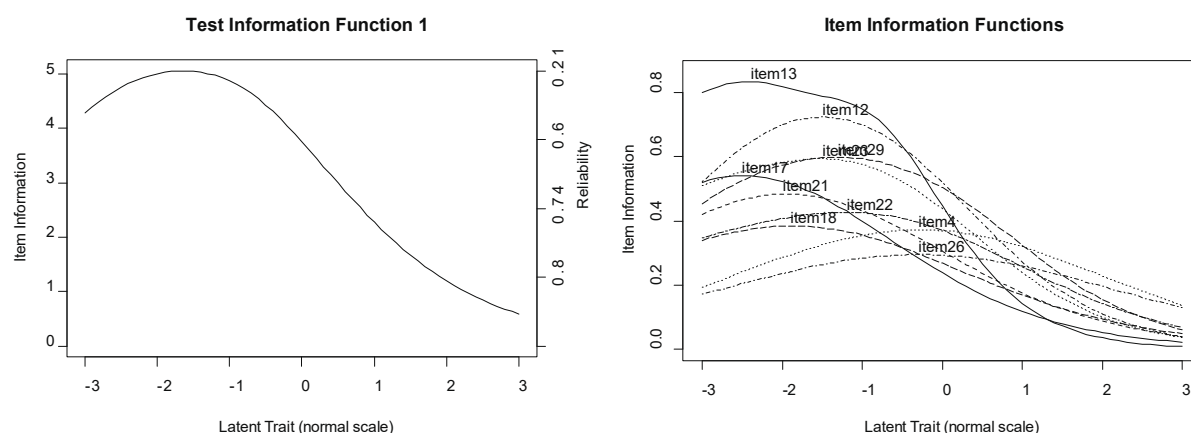 Test Information Function 1
Item Information
5
4
3
2
1
0
0.21
0.6
0.74
0.8
Reliability
-3
-2
-1
0
1
2
3
Latent Trait (normal scale)
Item Information Functions
Item Information
0.8
0.6
0.4
0.2
0.0
item13
item12
item29
item17
item21
item22
item18
item4
item26
-3
-2
-1
0
1
2
3
Latent Trait (normal scale)